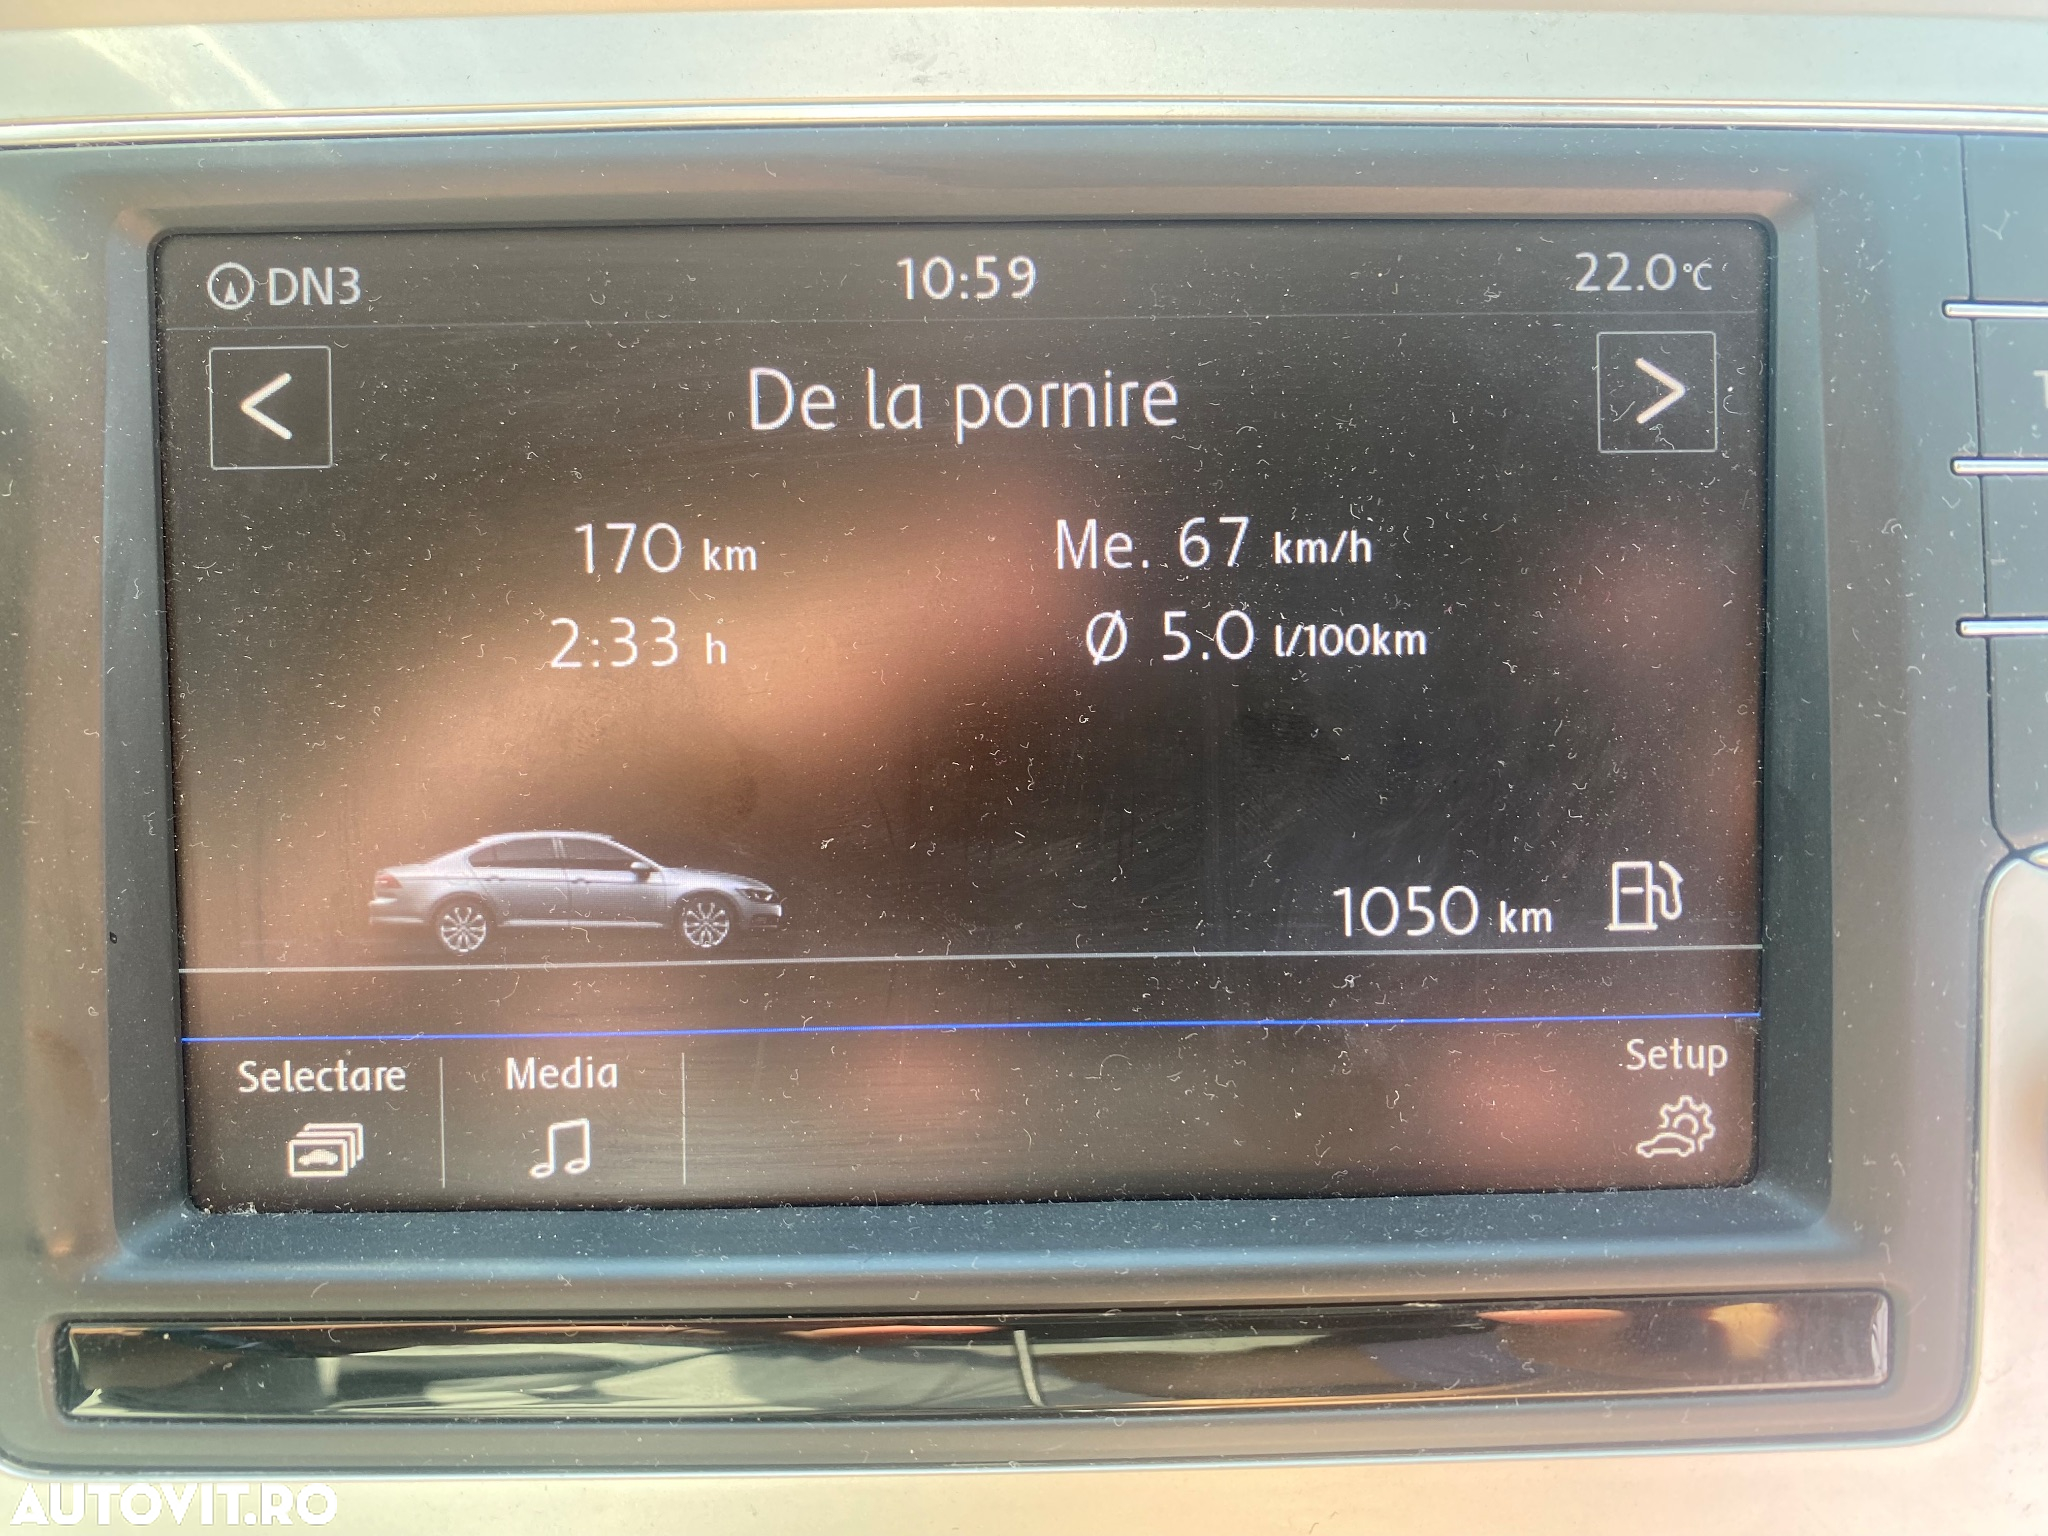 DN3 10:59 22.0°C
< De la pornire >
170 km Me. 67 km/h
2:33 h Ø 5.0 l/100km
1050 km
Selectare Media Setup
AUTOVIT.RO